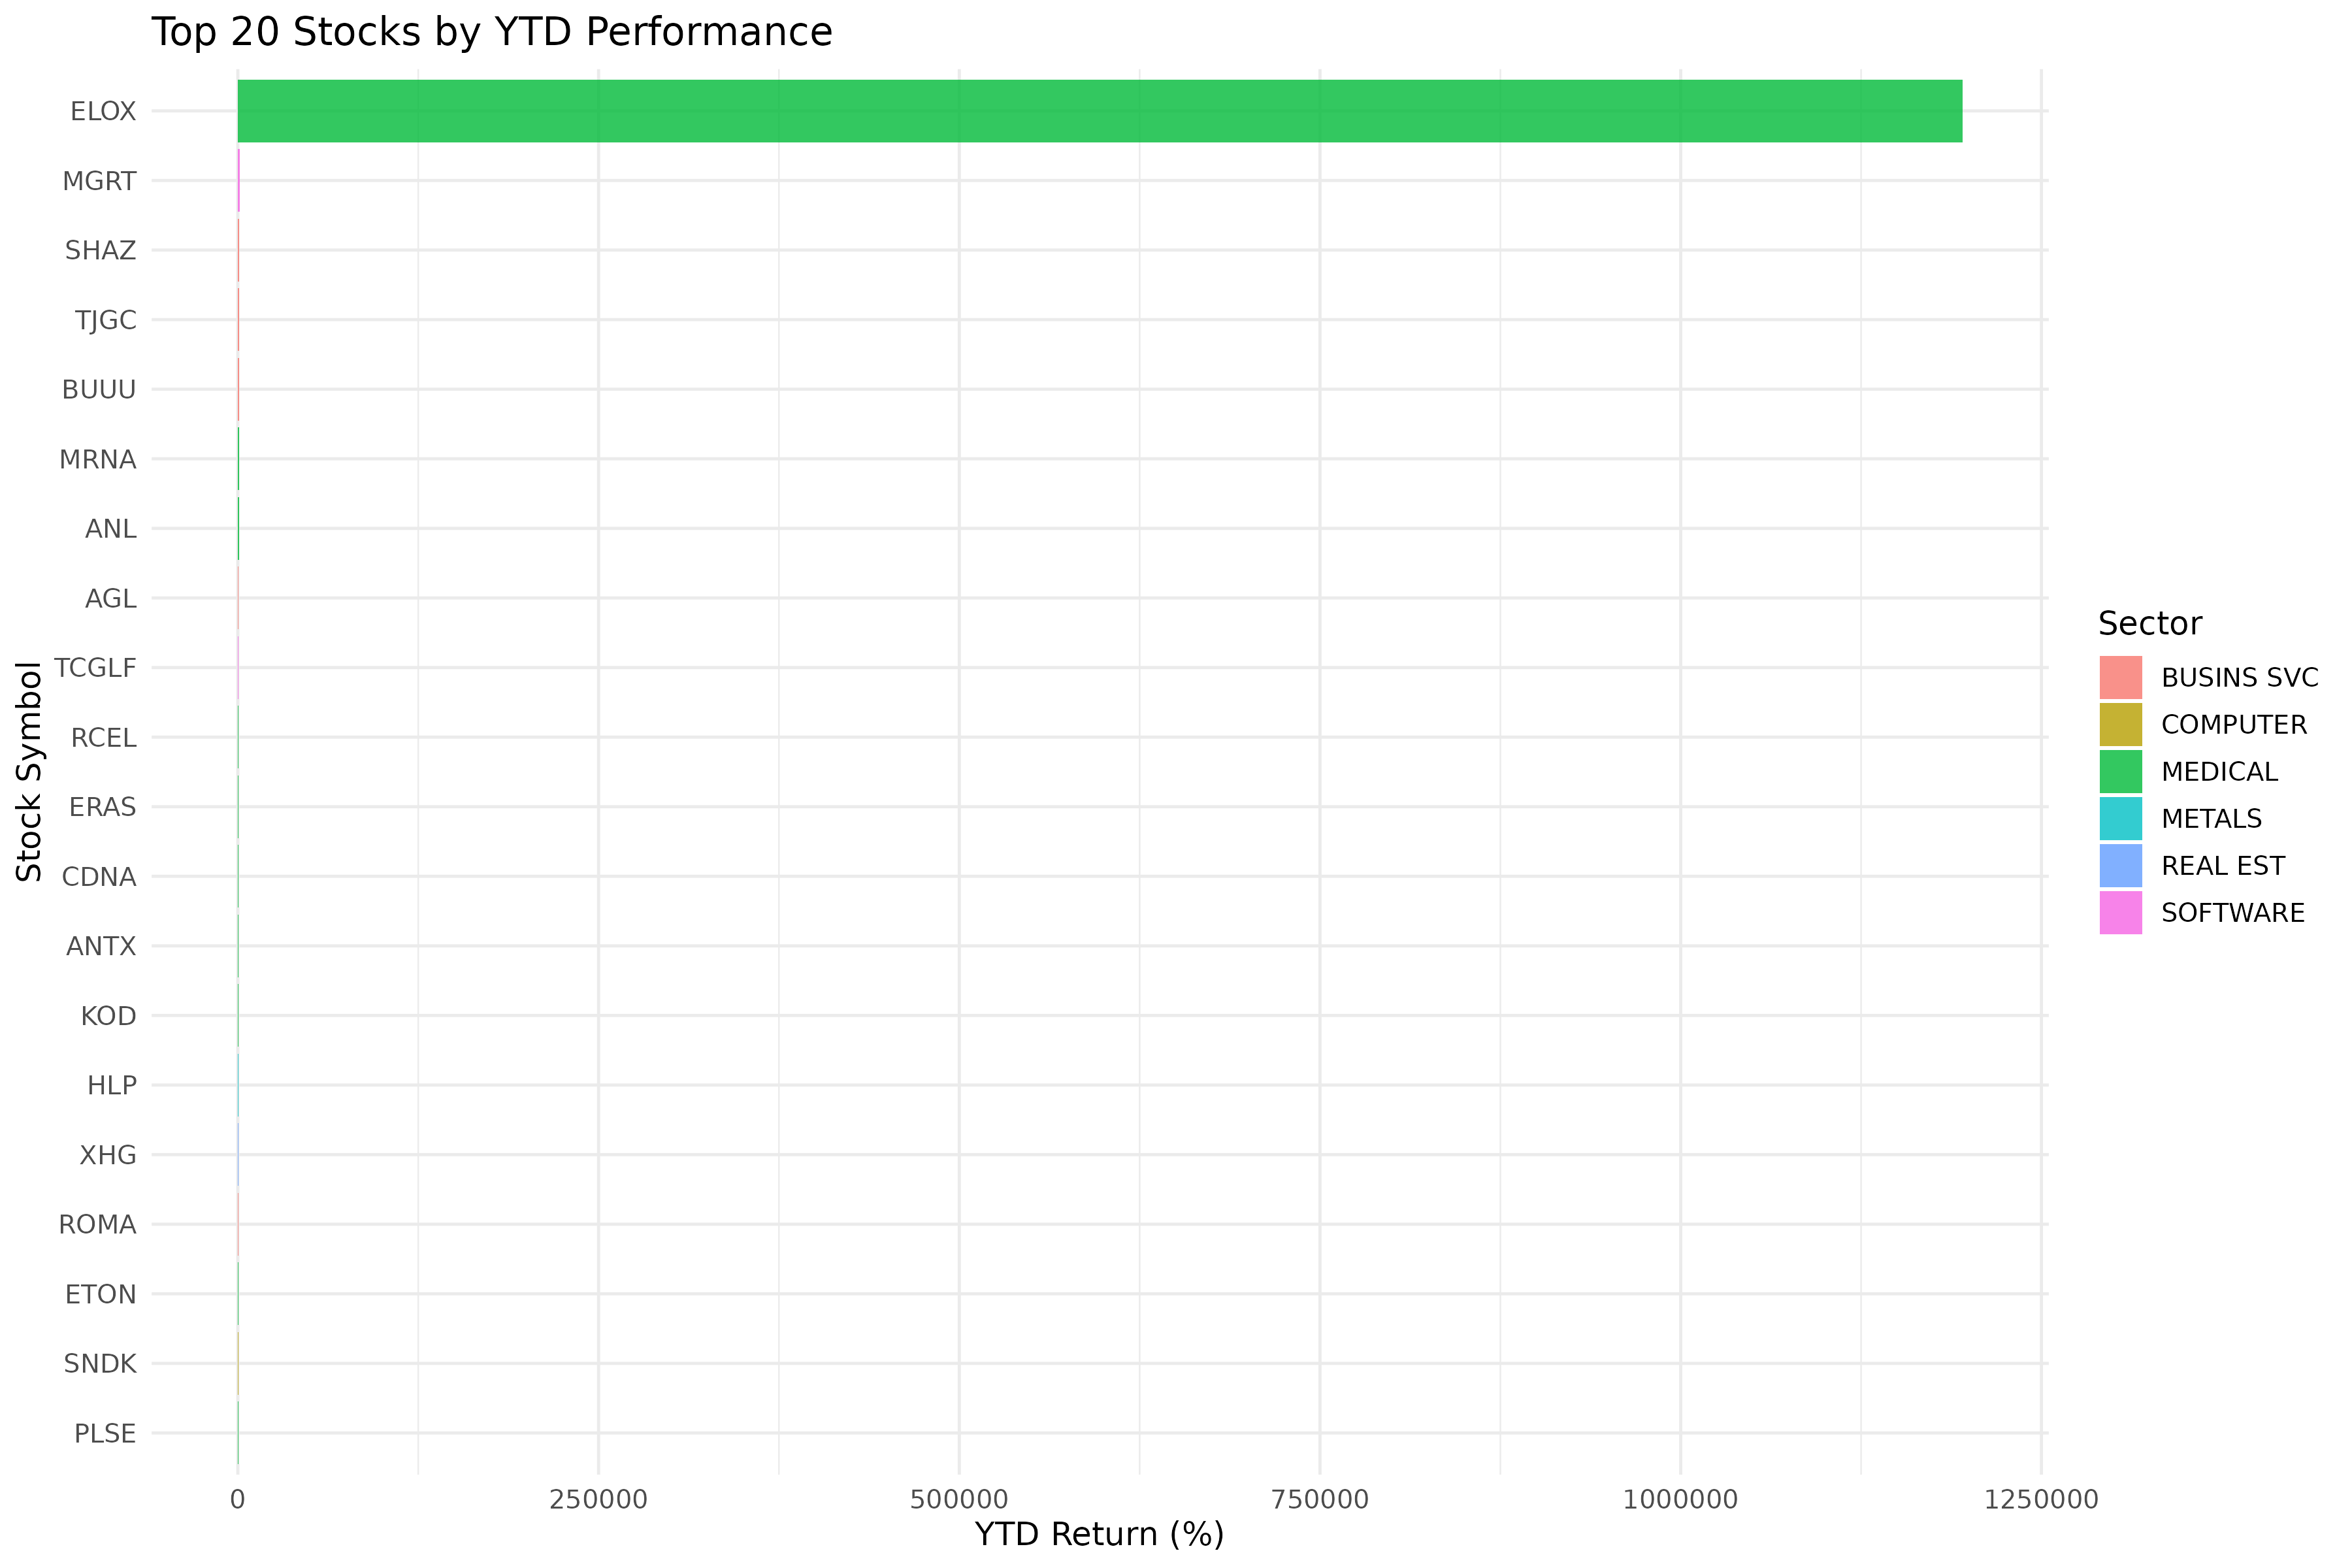 Top 20 Stocks by YTD Performance
ELOX
MGRT
SHAZ
TJGC
BUUU
MRNA
ANL
AGL
TCGLF
RCEL
ERAS
CDNA
ANTX
KOD
HLP
XHG
ROMA
ETON
SNDK
PLSE
Stock Symbol
0 250000 500000 750000 1000000 1250000
YTD Return (%)
Sector
BUSINS SVC
COMPUTER
MEDICAL
METALS
REAL EST
SOFTWARE